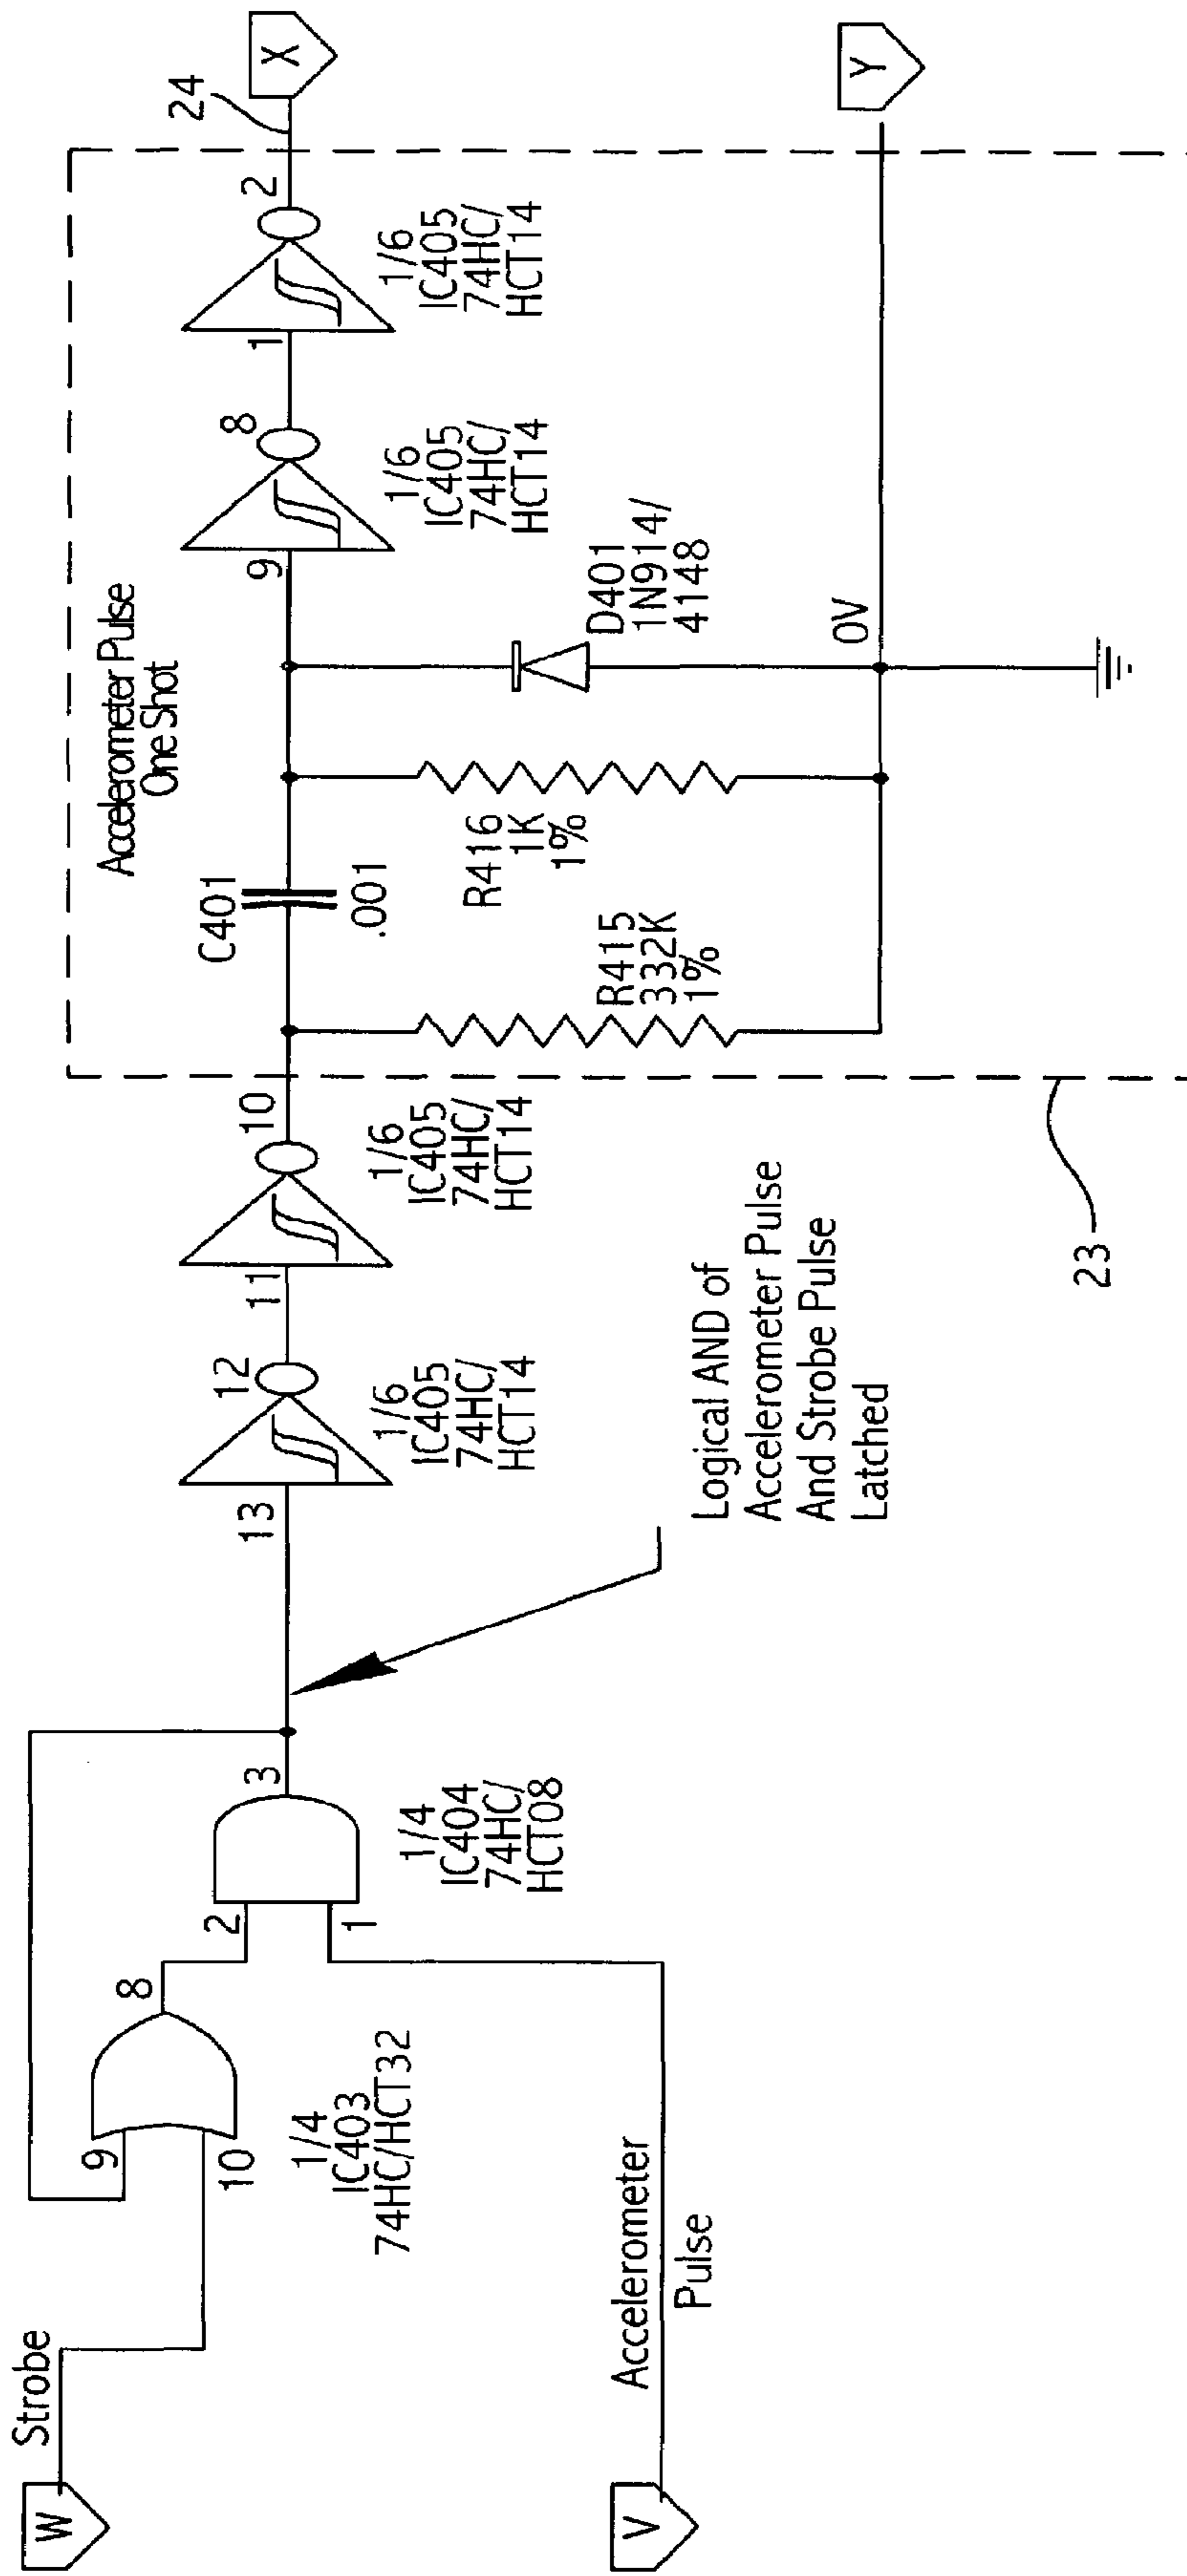 W
Strobe
9
10
8
1/4
IC403
74HC/HCT32
V
Accelerometer
Pulse
2
1
3
1/4
IC404
74HC/
HCT08
Logical AND of
Accelerometer Pulse
And Strobe Pulse
Latched
13
12
1/6
IC405
74HC/
HCT14
11
10
1/6
IC405
74HC/
HCT14
23
Accelerometer Pulse
One Shot
C401
.001
R415
332K
1%
R416
1K
1%
D401
1N914/
4148
0V
9
8
1/6
IC405
74HC/
HCT14
1
2
1/6
IC405
74HC/
HCT14
24
X
Y